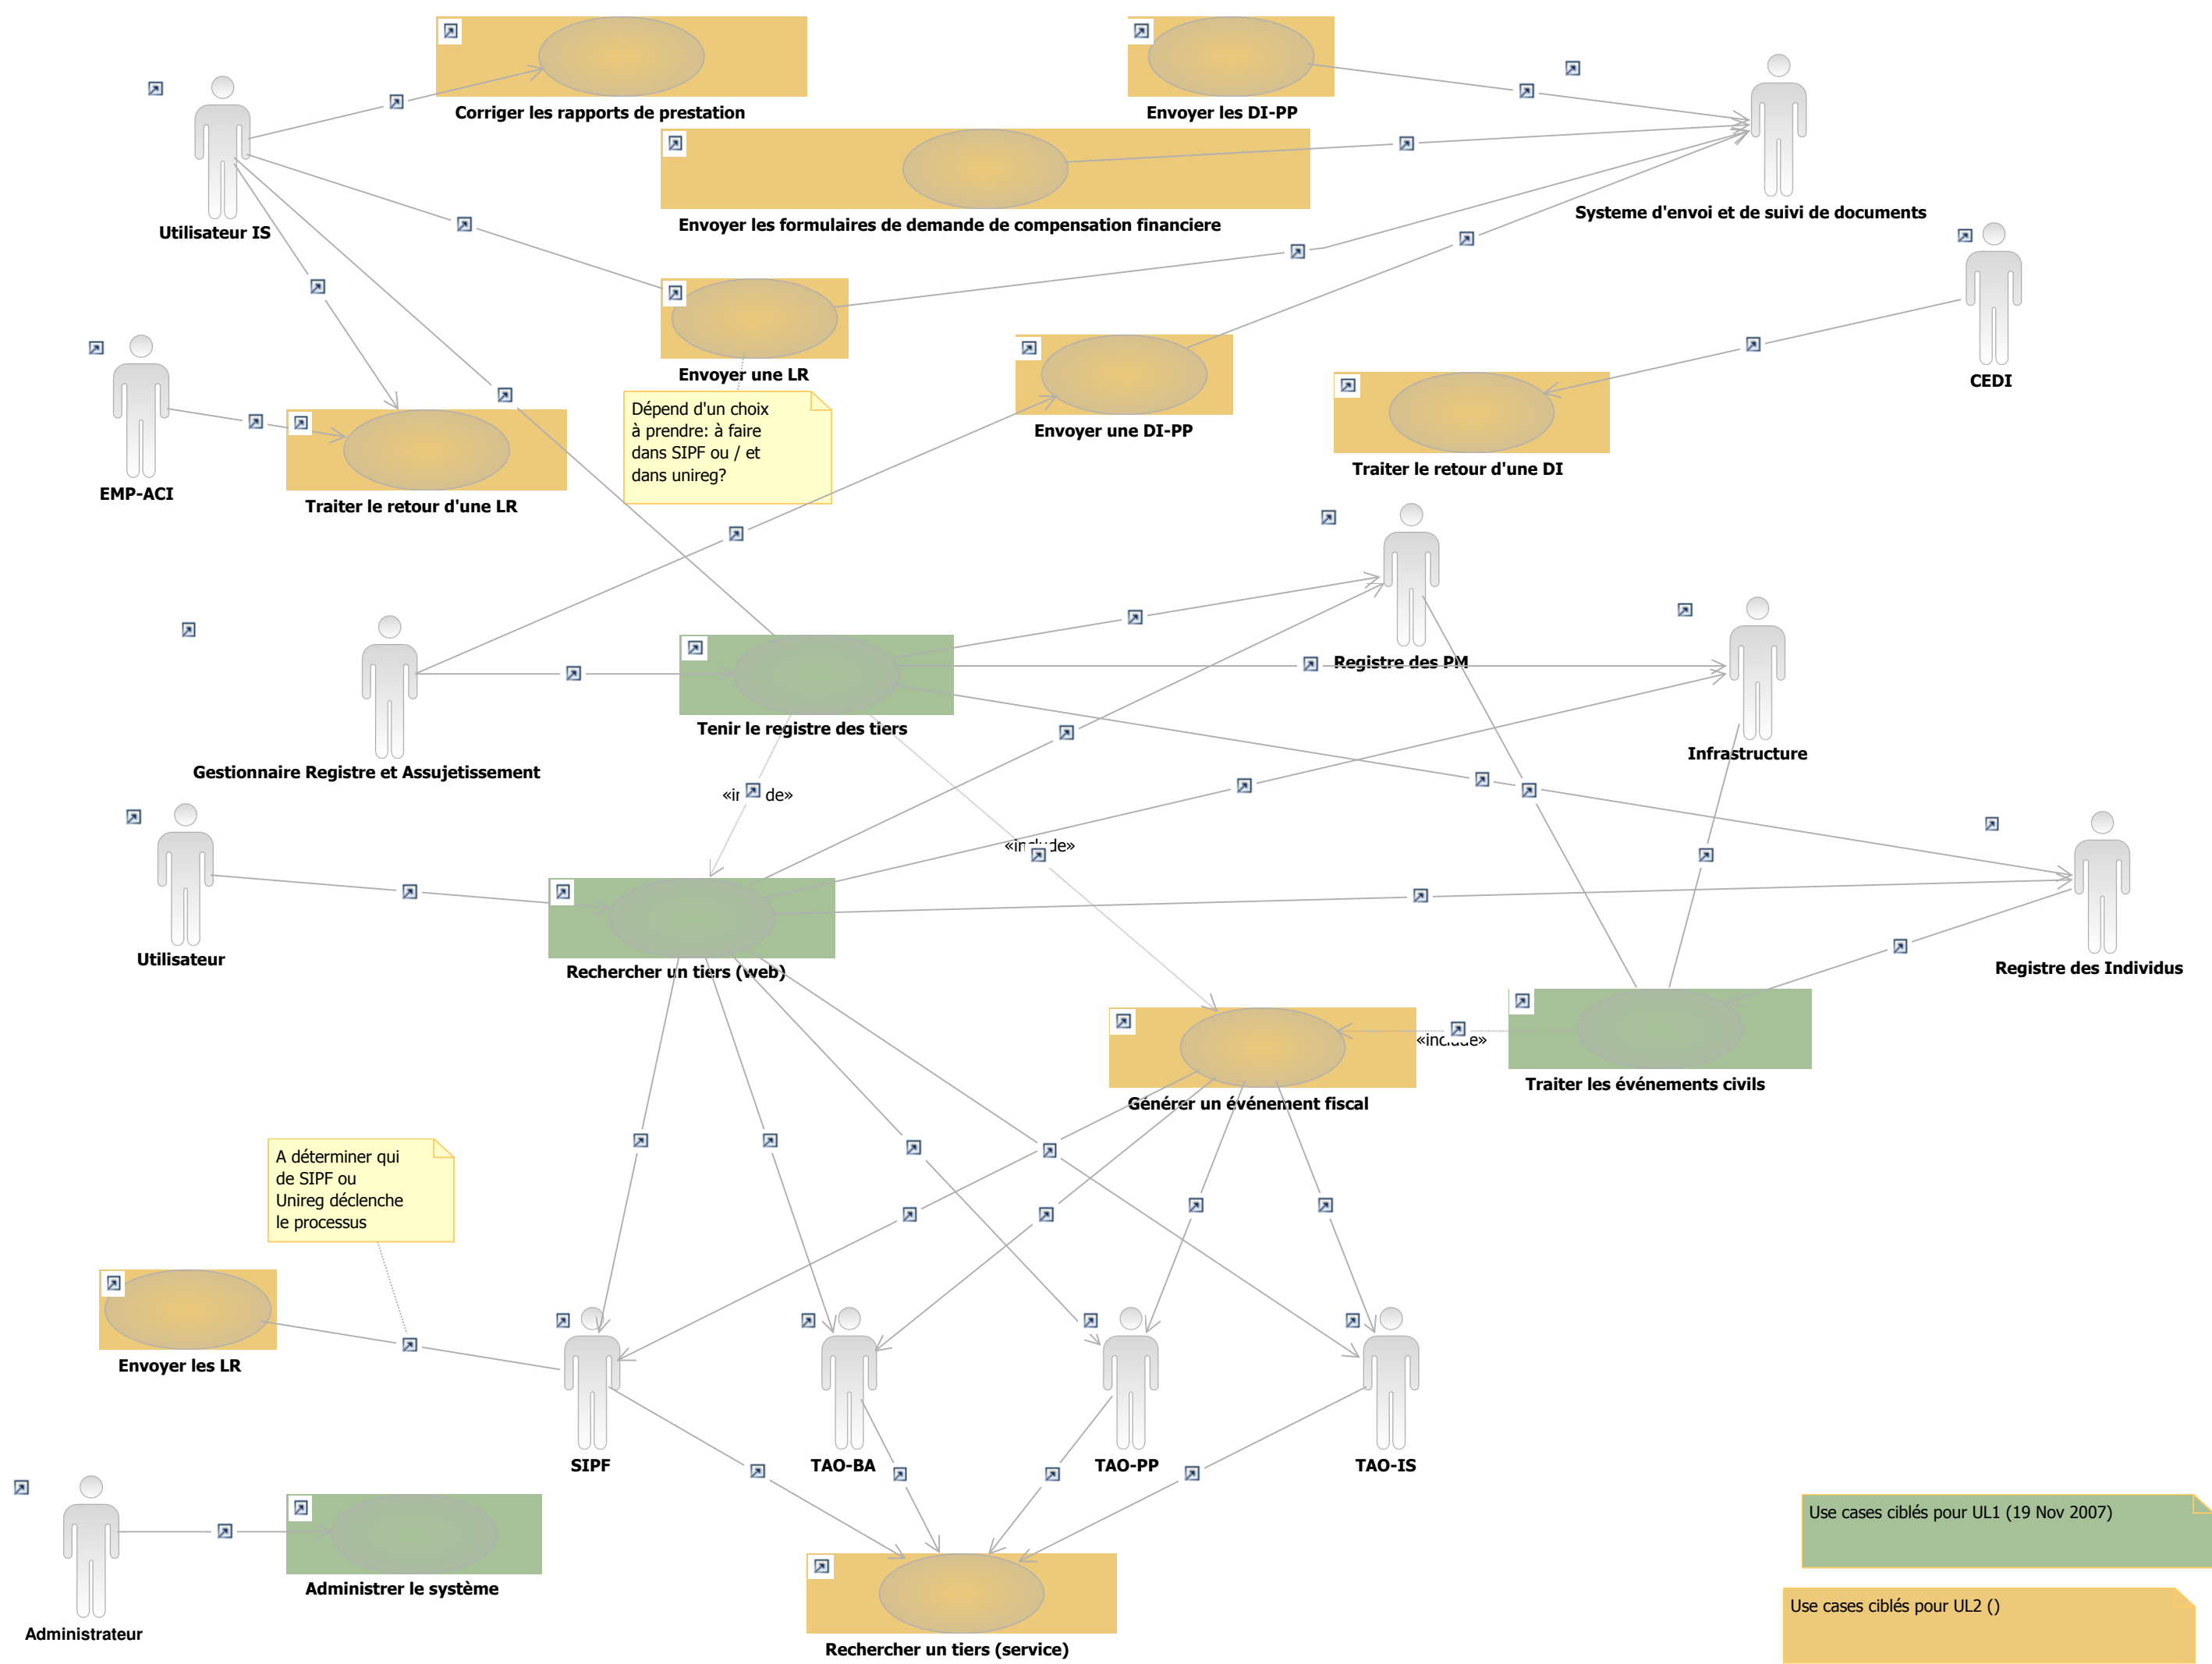 Corriger les rapports de prestation
Envoyer les DI-PP
Utilisateur IS
Envoyer les formulaires de demande de compensation financiere
Systeme d'envoi et de suivi de documents
Envoyer une LR
CEDI
Dépend d'un choix
à prendre: à faire
dans SIPF ou / et
dans unireg?
Envoyer une DI-PP
Traiter le retour d'une DI
EMP-ACI
Traiter le retour d'une LR
Registre des PM
Tenir le registre des tiers
Infrastructure
Gestionnaire Registre et Assujetissement
«include»
«include»
Utilisateur
Rechercher un tiers (web)
Registre des Individus
«include»
Traiter les événements civils
Générer un événement fiscal
A déterminer qui
de SIPF ou
Unireg déclenche
le processus
Envoyer les LR
SIPF
TAO-BA
TAO-PP
TAO-IS
Use cases ciblés pour UL1 (19 Nov 2007)
Administrer le système
Use cases ciblés pour UL2 ()
Administrateur
Rechercher un tiers (service)